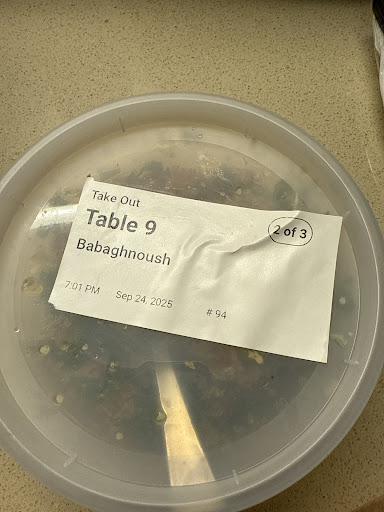 Take Out
Table 9
2 of 3
Babaghnoush
7:01 PM Sep 24, 2025 # 94